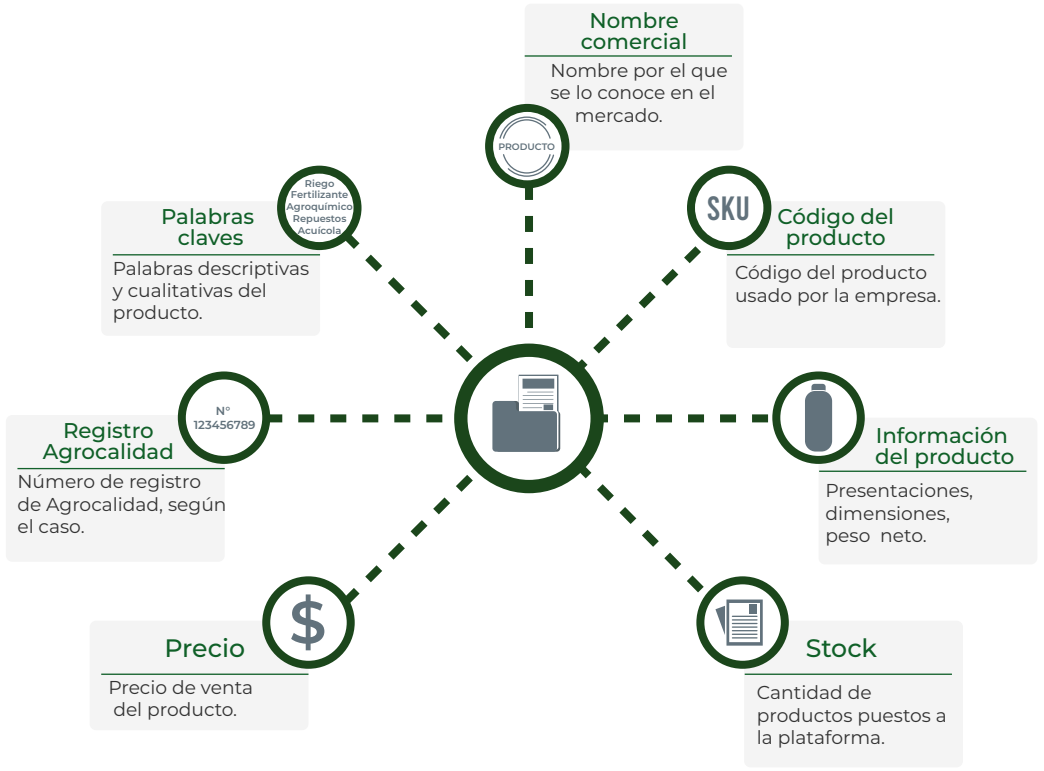 Nombre
comercial
Nombre por el que
se lo conoce en el
mercado.
PRODUCTO
SKU
Código del
producto
Código del producto
usado por la empresa.
Información
del producto
Presentaciones,
dimensiones,
peso neto.
Stock
Cantidad de
productos puestos a
la plataforma.
$
Precio
Precio de venta
del producto.
N°
123456789
Registro
Agrocalidad
Número de registro
de Agrocalidad, según
el caso.
Riego
Fertilizante
Agroquímico
Repuestos
Acuícola
Palabras
claves
Palabras descriptivas
y cualitativas del
producto.